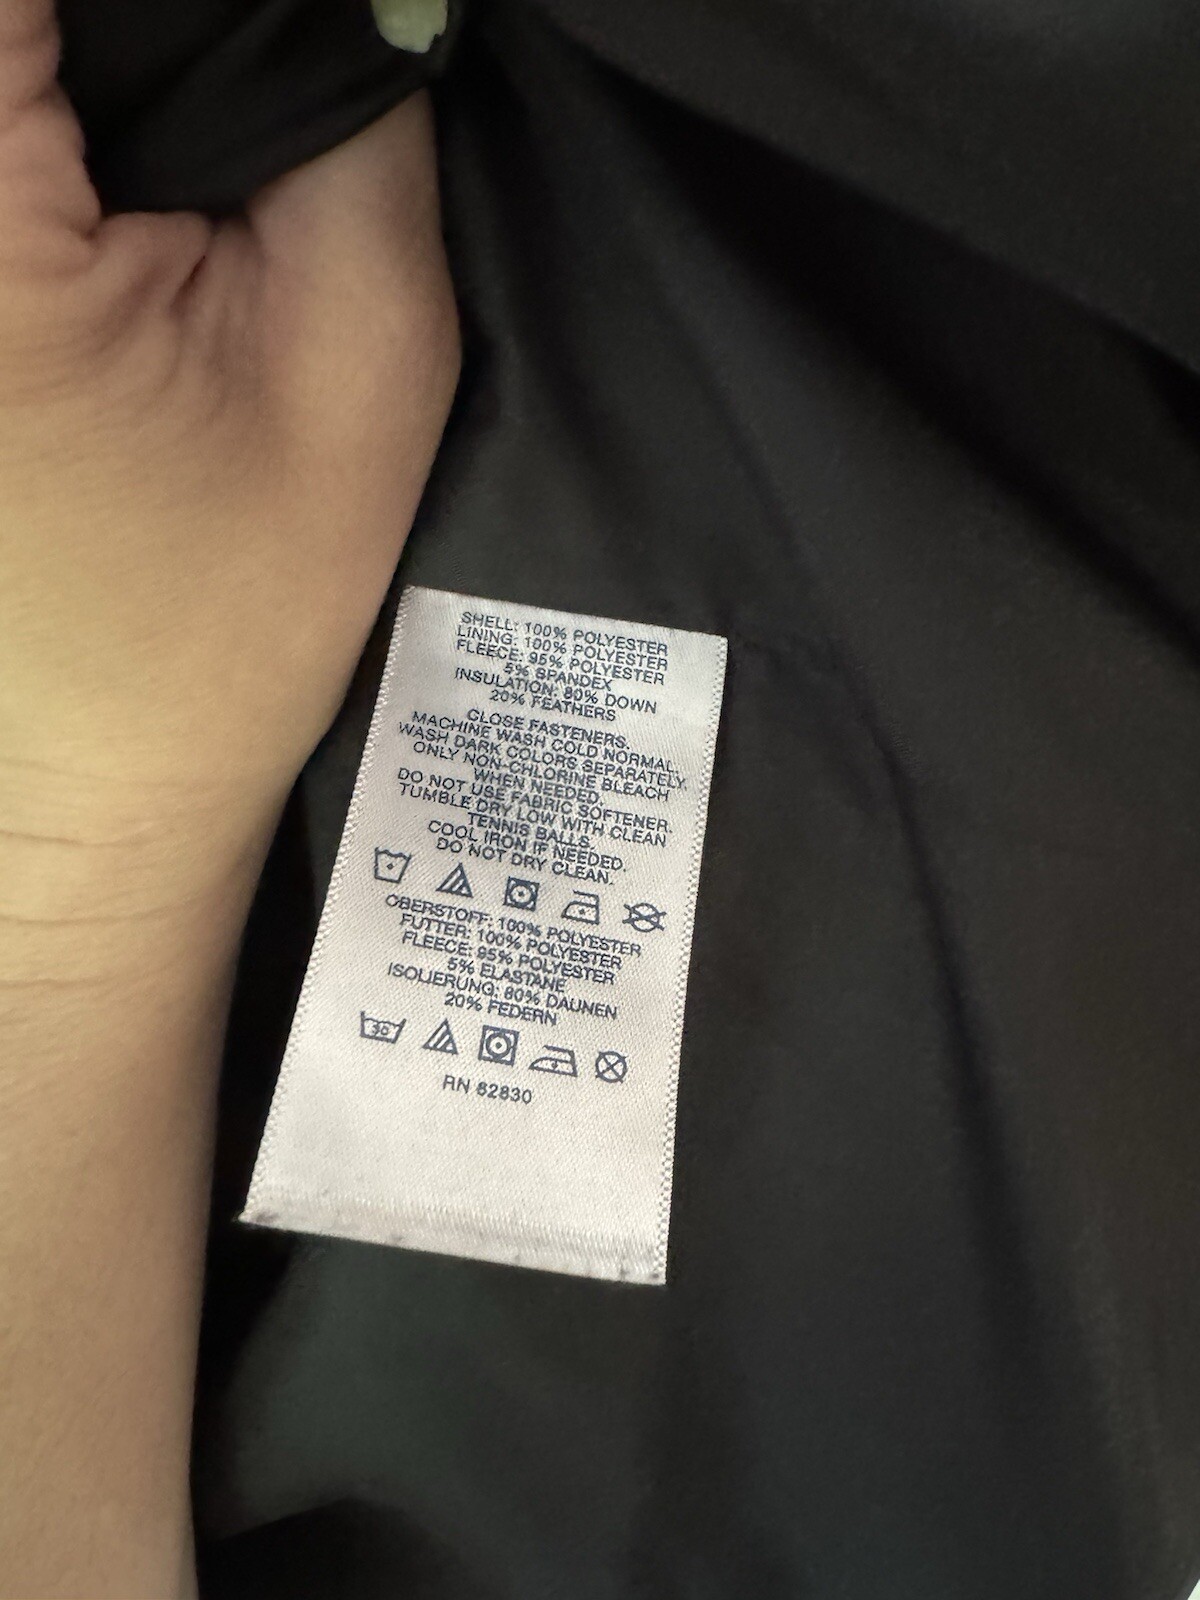 SHELL: 100% POLYESTER
LINING: 100% POLYESTER
FLEECE: 95% POLYESTER
5% SPANDEX
INSULATION: 80% DOWN
20% FEATHERS
CLOSE FASTENERS.
MACHINE WASH COLD NORMAL.
WASH DARK COLORS SEPARATELY.
ONLY NON-CHLORINE BLEACH
WHEN NEEDED.
DO NOT USE FABRIC SOFTENER.
TUMBLE DRY LOW WITH CLEAN
TENNIS BALLS.
COOL IRON IF NEEDED.
DO NOT DRY CLEAN.
OBERSTOFF: 100% POLYESTER
FUTTER: 100% POLYESTER
FLEECE: 95% POLYESTER
5% ELASTANE
ISOLIERUNG: 80% DAUNEN
20% FEDERN
30
RN 62830